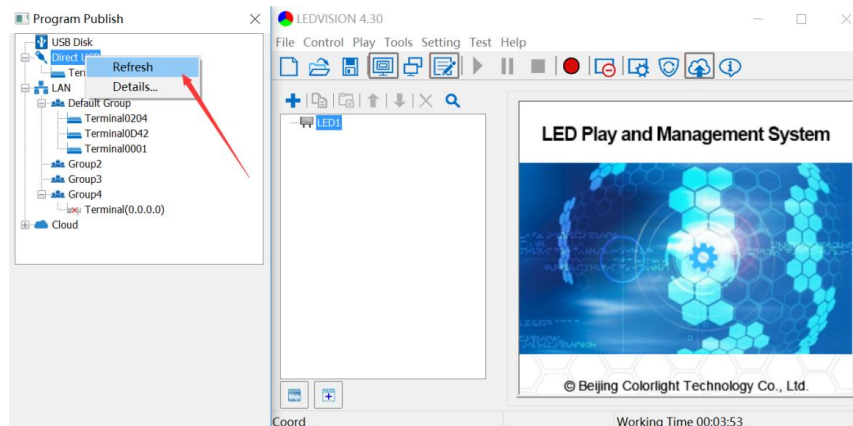 Program Publish
USB Disk
Direct
Refresh
Details...
LAN
Default Group
Terminal0204
Terminal0D42
Terminal0001
Group2
Group3
Group4
Terminal(0.0.0.0)
Cloud
LEDVISION 4.30
File Control Play Tools Setting Test Help
LED1
LED Play and Management System
© Beijing Colorlight Technology Co., Ltd.
Coord
Working Time 00:03:53